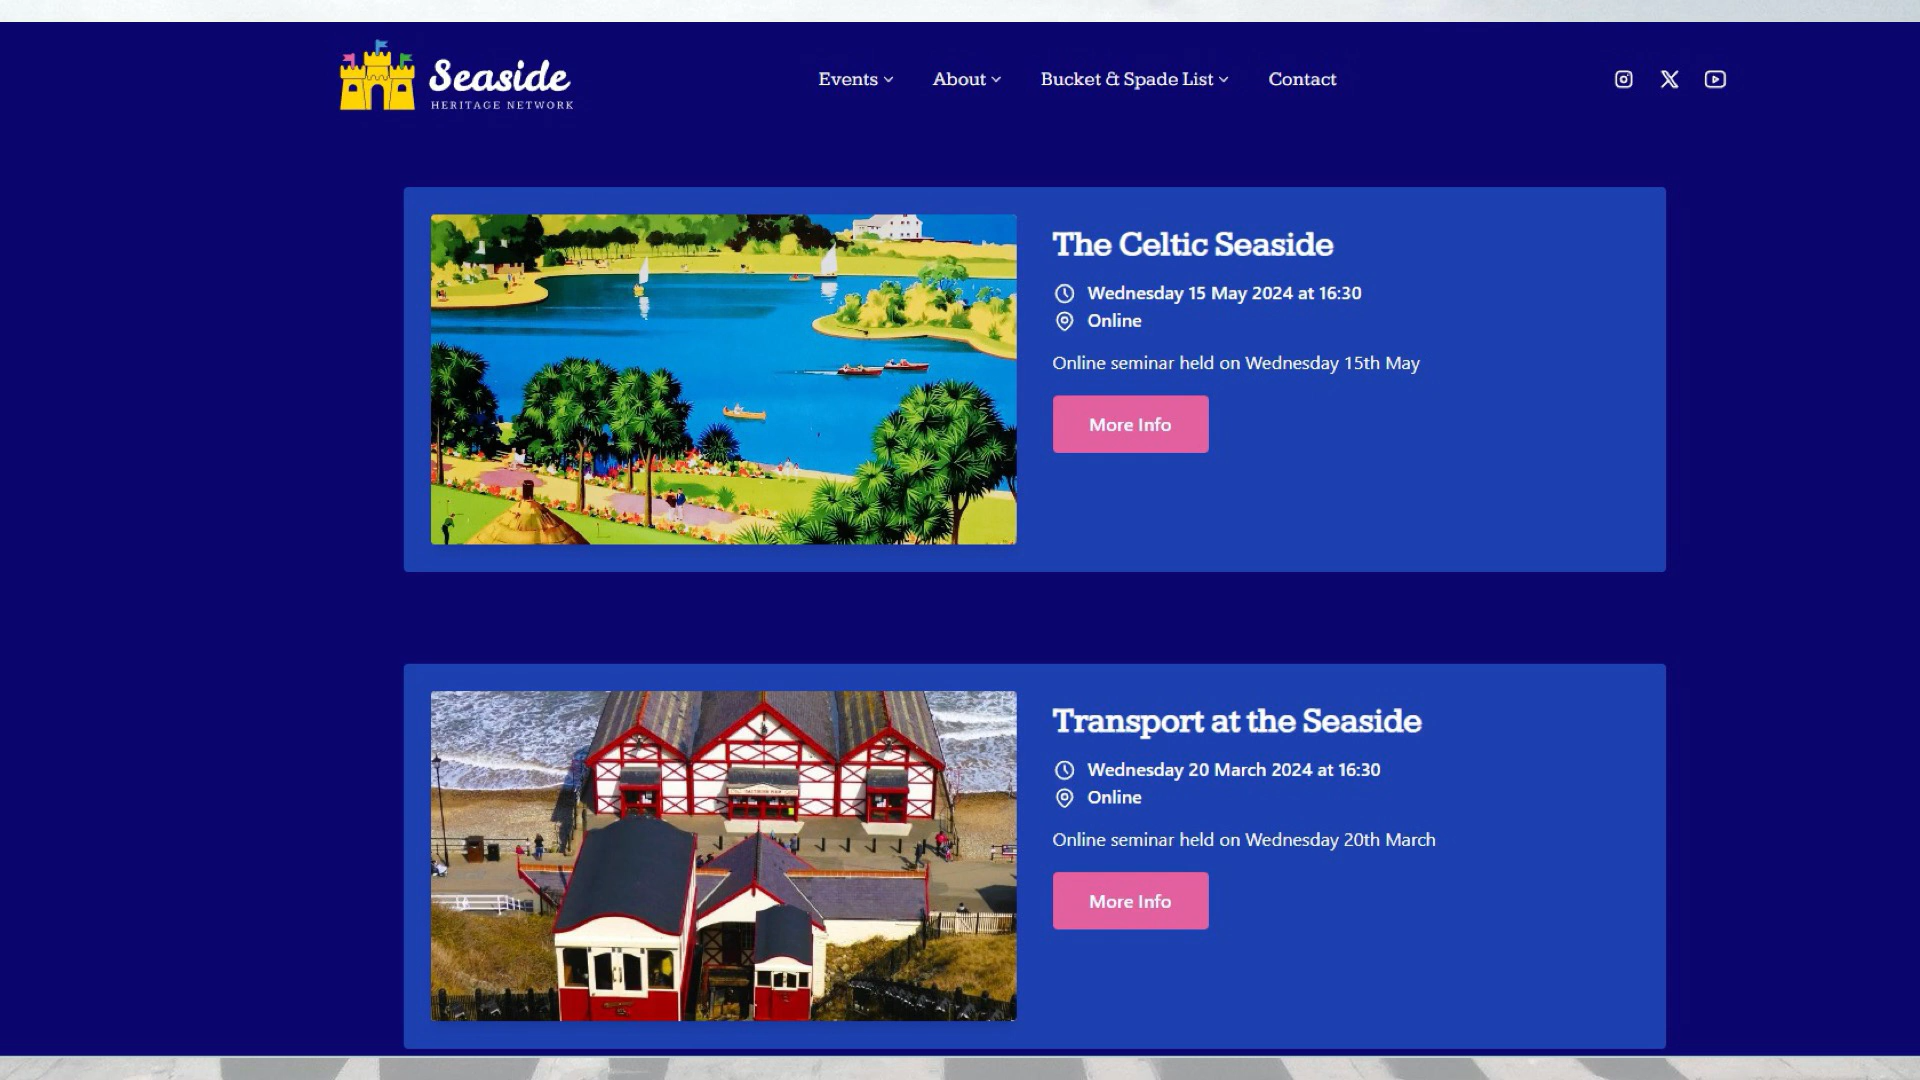 Seaside
HERITAGE NETWORK
Events
About
Bucket & Spade List
Contact
The Celtic Seaside
Wednesday 15 May 2024 at 16:30
Online
Online seminar held on Wednesday 15th May
More Info
Transport at the Seaside
Wednesday 20 March 2024 at 16:30
Online
Online seminar held on Wednesday 20th March
More Info